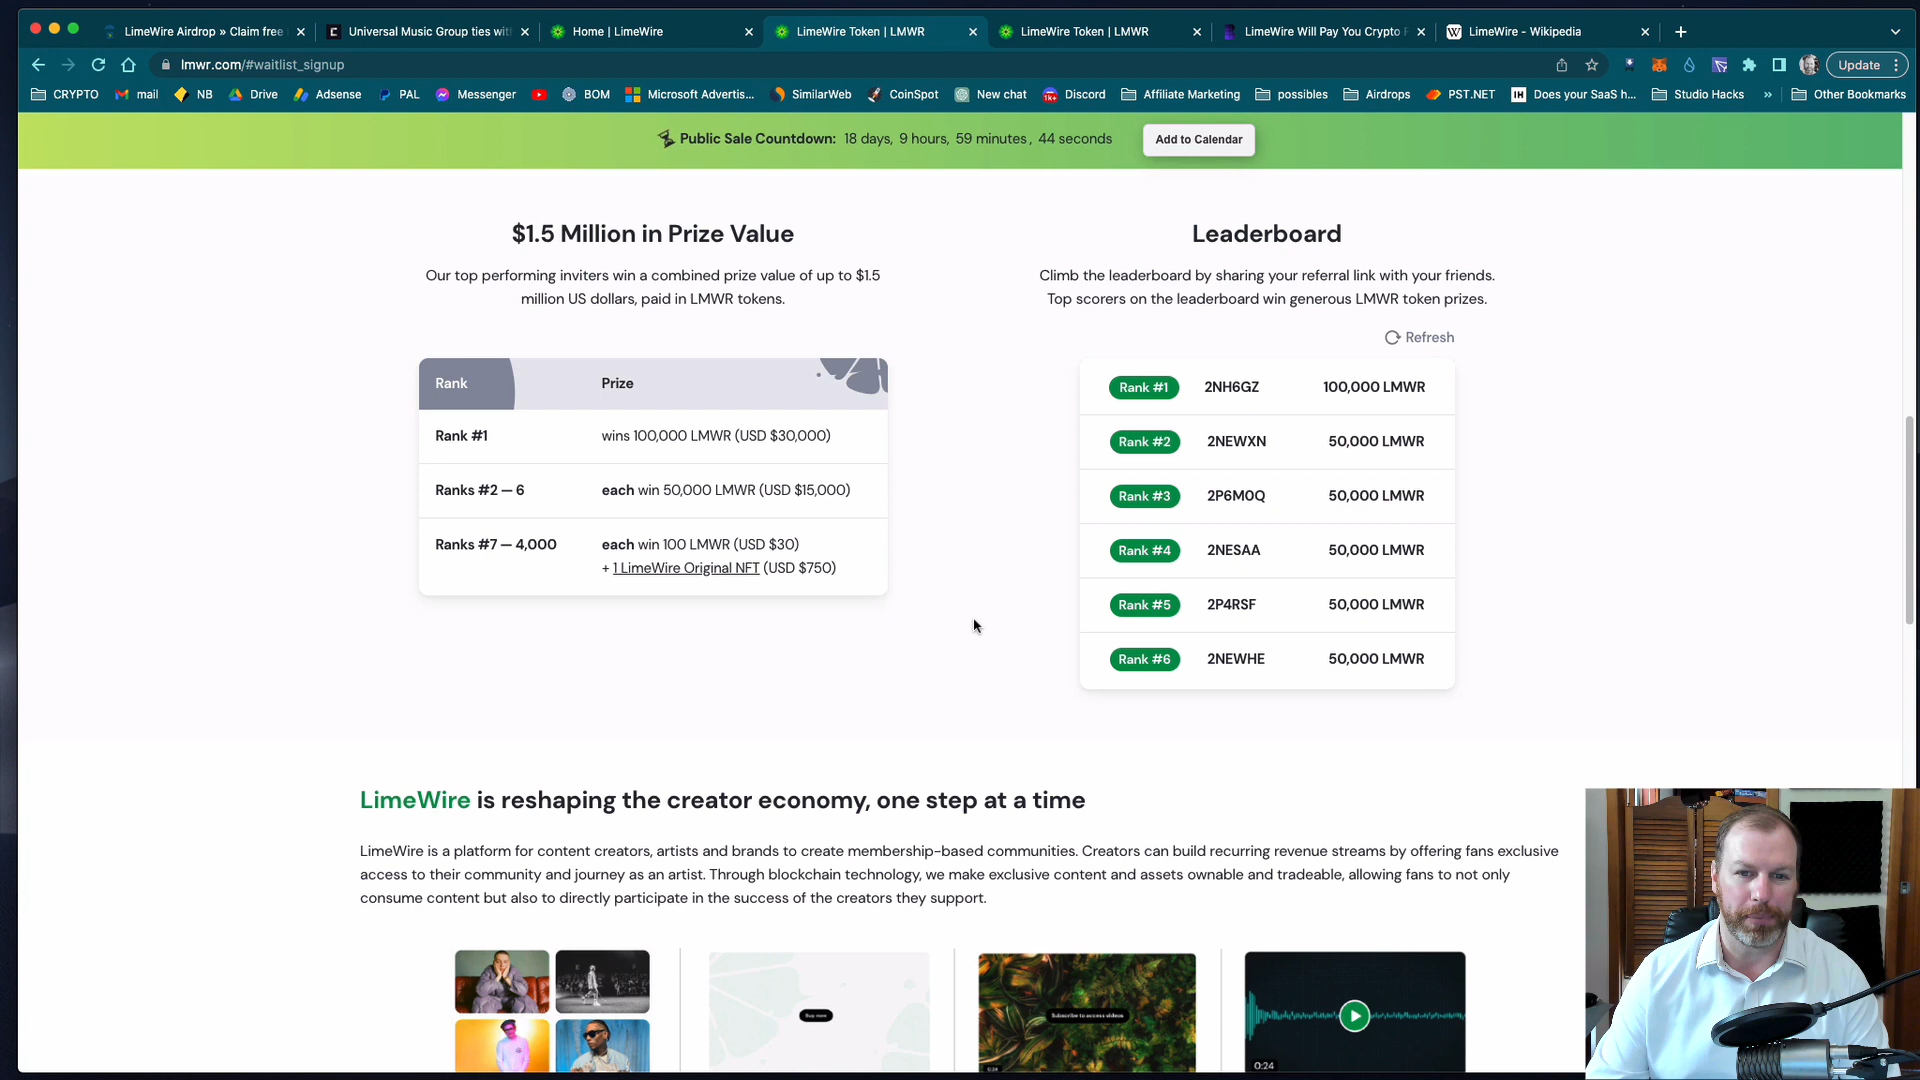 LimeWire Airdrop » Claim free
Universal Music Group ties wit
Home | LimeWire
LimeWire Token | LMWR
LimeWire Token | LMWR
LimeWire Will Pay You Crypto F
LimeWire - Wikipedia
lmwr.com/#waitlist_signup
Update
CRYPTO
mail
NB
Drive
Adsense
PAL
Messenger
BOM
Microsoft Advertis...
SimilarWeb
CoinSpot
New chat
Discord
Affiliate Marketing
possibles
Airdrops
PST.NET
Does your SaaS h...
Studio Hacks
»
Other Bookmarks
Public Sale Countdown: 18 days, 9 hours, 59 minutes, 44 seconds
Add to Calendar
$1.5 Million in Prize Value
Our top performing inviters win a combined prize value of up to $1.5
million US dollars, paid in LMWR tokens.
Rank Prize
Rank #1 wins 100,000 LMWR (USD $30,000)
Ranks #2 — 6 each win 50,000 LMWR (USD $15,000)
Ranks #7 — 4,000 each win 100 LMWR (USD $30)
+ 1 LimeWire Original NFT (USD $750)
Leaderboard
Climb the leaderboard by sharing your referral link with your friends.
Top scorers on the leaderboard win generous LMWR token prizes.
Refresh
Rank #1 2NH6GZ 100,000 LMWR
Rank #2 2NEWXN 50,000 LMWR
Rank #3 2P6M0Q 50,000 LMWR
Rank #4 2NESAA 50,000 LMWR
Rank #5 2P4RSF 50,000 LMWR
Rank #6 2NEWHE 50,000 LMWR
LimeWire is reshaping the creator economy, one step at a time
LimeWire is a platform for content creators, artists and brands to create membership-based communities. Creators can build recurring revenue streams by offering fans exclusive
access to their community and journey as an artist. Through blockchain technology, we make exclusive content and assets ownable and tradeable, allowing fans to not only
consume content but also to directly participate in the success of the creators they support.
Buy more
Subscribe to access videos
0:24